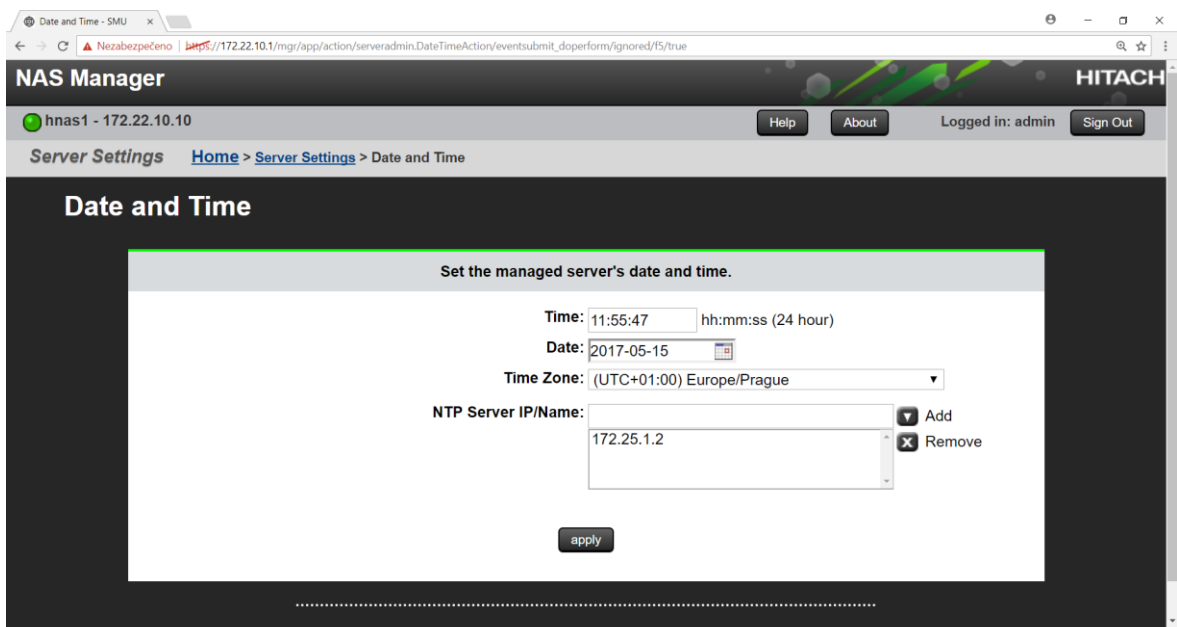 Date and Time - SMU
Nezabezpečeno | https://172.22.10.1/mgr/app/action/serveradmin.DateTimeAction/eventsubmit_doperform/ignored/f5/true
NAS Manager HITACH
hnas1 - 172.22.10.10 Help About Logged in: admin Sign Out
Server Settings Home > Server Settings > Date and Time
Date and Time
Set the managed server's date and time.
Time: 11:55:47 hh:mm:ss (24 hour)
Date: 2017-05-15
Time Zone: (UTC+01:00) Europe/Prague
NTP Server IP/Name: Add
172.25.1.2 Remove
apply